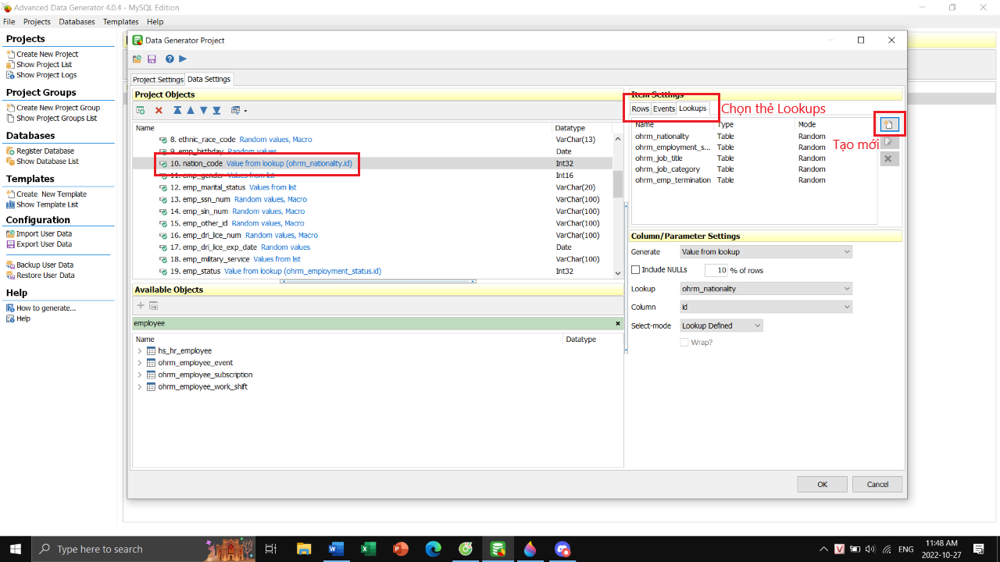 Advanced Data Generator 4.0.4 - MySQL Edition
File Projects Databases Templates Help
Projects
Create New Project
Show Project List
Show Project Logs
Project Groups
Create New Project Group
Show Project Groups List
Databases
Register Database
Show Database List
Templates
Create New Template
Show Template List
Configuration
Import User Data
Export User Data
Backup User Data
Restore User Data
Help
How to generate...
Help
Data Generator Project
Project Settings Data Settings
Project Objects
Name Datatype
8. ethnic_race_code Random values, Macro VarChar(13)
9. emp_birthday Random values Date
10. nation_code Value from lookup (ohrm_nationality.id) Int32
11. emp_gender Values from list Int16
12. emp_marital_status Values from list VarChar(20)
13. emp_ssn_num Random values, Macro VarChar(100)
14. emp_sin_num Random values, Macro VarChar(100)
15. emp_other_id Random values, Macro VarChar(100)
16. emp_dri_lice_num Random values, Macro VarChar(100)
17. emp_dri_lice_exp_date Random values Date
18. emp_military_service Values from list VarChar(100)
19. emp_status Value from lookup (ohrm_employment_status.id) Int32
Available Objects
employee
Name Datatype
hs_hr_employee
ohrm_employee_event
ohrm_employee_subscription
ohrm_employee_work_shift
Item Settings
Rows Events Lookups
Chọn thẻ Lookups
Name Type Mode
ohrm_nationality Table Random
ohrm_employment_s... Table Random
ohrm_job_title Table Random
ohrm_job_category Table Random
ohrm_emp_termination Table Random
Tạo mới
Column/Parameter Settings
Generate Value from lookup
Include NULLs 10 % of rows
Lookup ohrm_nationality
Column id
Select-mode Lookup Defined
Wrap?
OK Cancel
Type here to search
ENG
11:48 AM
2022-10-27